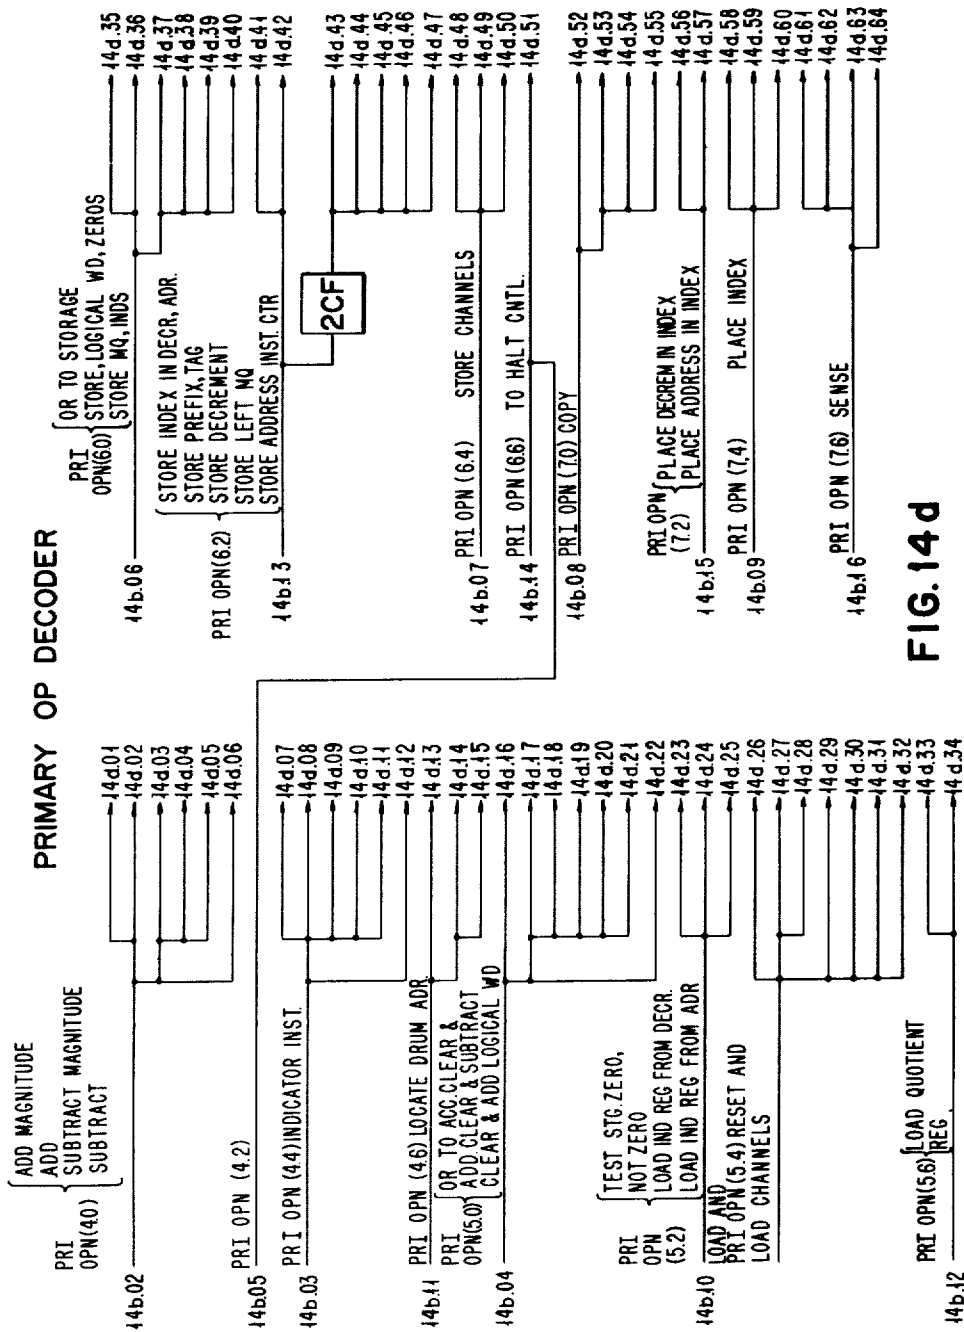 PRIMARY OP DECODER
ADD MAGNITUDE
ADD
SUBTRACT MAGNITUDE
SUBTRACT
PRI
OPN(4.0)
14b.02
14d.01
14d.02
14d.03
14d.04
14d.05
14d.06
PRI OPN (4.2)
14b.05
PRI OPN (4.4) INDICATOR INST.
14b.03
14d.07
14d.08
14d.09
14d.10
14d.11
14d.12
PRI OPN (4.6) LOCATE DRUM ADR
14b.11
14d.13
14d.14
14d.15
PRI
OPN(5.0)
OR TO ACC.CLEAR &
ADD.CLEAR & SUBTRACT
CLEAR & ADD LOGICAL WD
14b.04
14d.16
14d.17
14d.18
14d.19
14d.20
14d.21
14d.22
PRI
OPN
(5.2)
TEST STG.ZERO,
NOT ZERO
LOAD IND REG FROM DECR.
LOAD IND REG FROM ADR
14b.10
14d.23
14d.24
14d.25
LOAD AND
PRI OPN (5.4) RESET AND
LOAD CHANNELS
14d.26
14d.27
14d.28
14d.29
14d.30
14d.31
14d.32
PRI OPN(5.6)
LOAD QUOTIENT
REG
14b.12
14d.33
14d.34
PRI
OPN(6.0)
OR TO STORAGE
STORE, LOGICAL WD, ZEROS
STORE MQ, INDS
14b.06
14d.35
14d.36
14d.37
14d.38
14d.39
14d.40
PRI OPN(6.2)
STORE INDEX IN DECR, ADR.
STORE PREFIX, TAG
STORE DECREMENT
STORE LEFT MQ
STORE ADDRESS INST. CTR
14b.13
2CF
14d.41
14d.42
14d.43
14d.44
14d.45
14d.46
14d.47
PRI OPN (6.4) STORE CHANNELS
14b.07
14d.48
14d.49
14d.50
PRI OPN (6.6) TO HALT CNTL.
14b.14
14d.51
PRI OPN (7.0) COPY
14b.08
14d.52
14d.53
14d.54
14d.55
PRI OPN
(7.2)
PLACE DECREM IN INDEX
PLACE ADDRESS IN INDEX
14b.15
14d.56
14d.57
PRI OPN (7.4) PLACE INDEX
14b.09
14d.58
14d.59
14d.60
PRI OPN (7.6) SENSE
14b.16
14d.61
14d.62
14d.63
14d.64
FIG. 14d